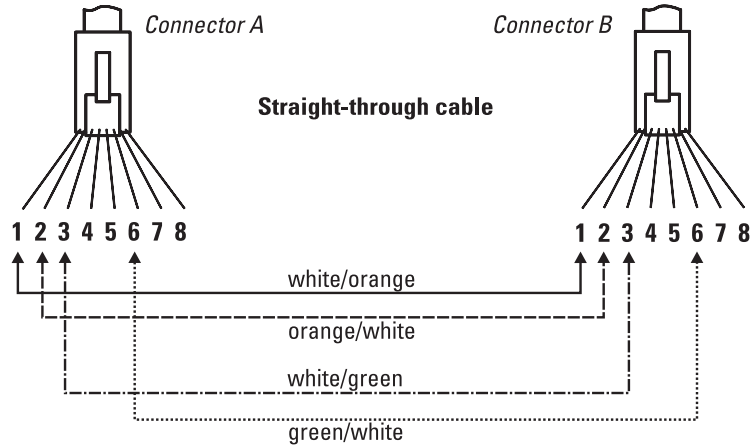 Connector A
Connector B
Straight-through cable
1 2 3 4 5 6 7 8
1 2 3 4 5 6 7 8
white/orange
orange/white
white/green
green/white